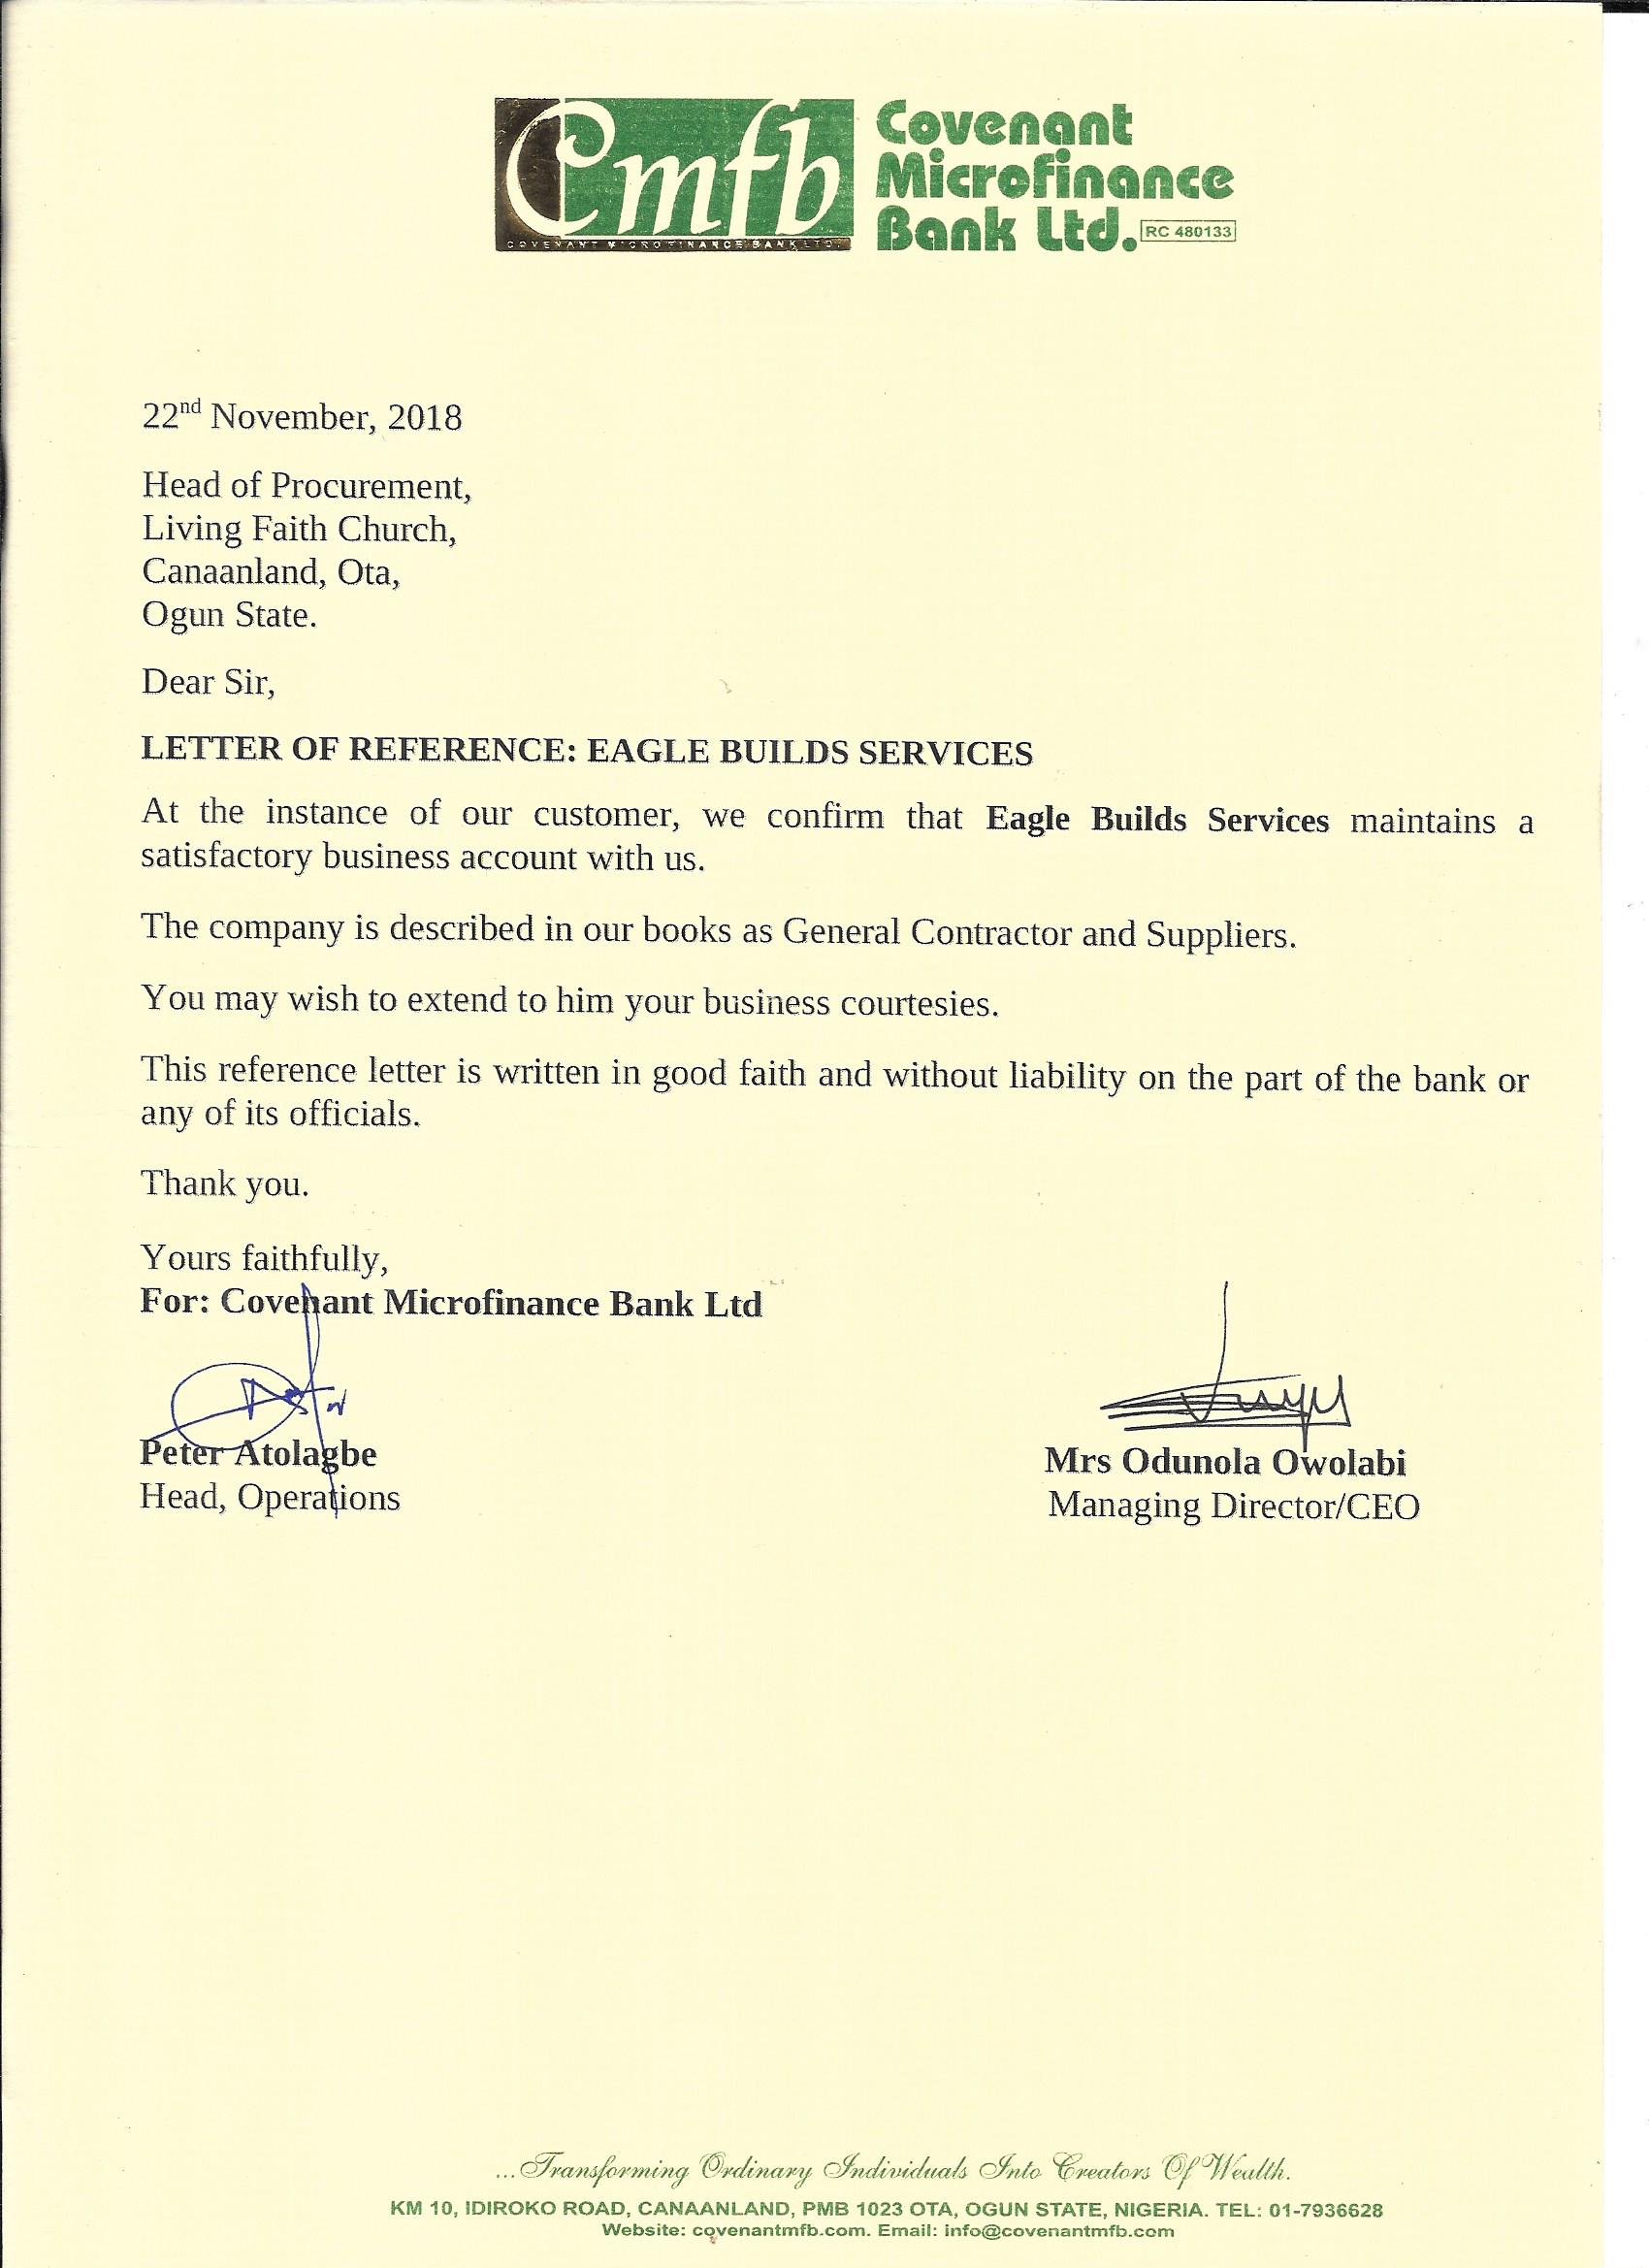 Cmfb
COVENANT MICROFINANCE BANK LTD.
Covenant
Microfinance
Bank Ltd. RC 480133
22nd November, 2018
Head of Procurement,
Living Faith Church,
Canaanland, Ota,
Ogun State.
Dear Sir,
LETTER OF REFERENCE: EAGLE BUILDS SERVICES
At the instance of our customer, we confirm that Eagle Builds Services maintains a
satisfactory business account with us.
The company is described in our books as General Contractor and Suppliers.
You may wish to extend to him your business courtesies.
This reference letter is written in good faith and without liability on the part of the bank or
any of its officials.
Thank you.
Yours faithfully,
For: Covenant Microfinance Bank Ltd
Peter Atolagbe
Head, Operations
Mrs Odunola Owolabi
Managing Director/CEO
...Transforming Ordinary Individuals Into Creators Of Wealth.
KM 10, IDIROKO ROAD, CANAANLAND, PMB 1023 OTA, OGUN STATE, NIGERIA. TEL: 01-7936628
Website: covenantmfb.com. Email: info@covenantmfb.com